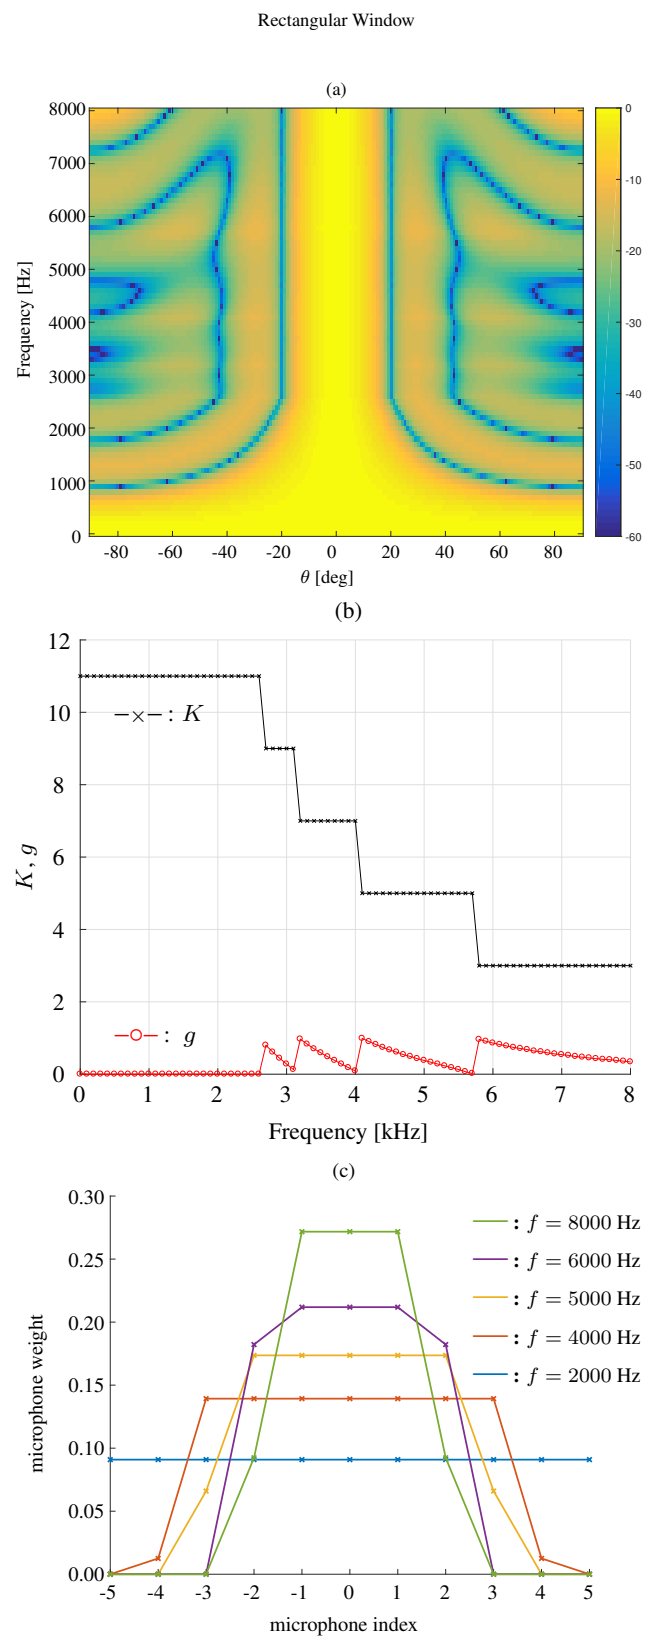 Rectangular Window
(a)
8000
7000
6000
5000
4000
3000
2000
1000
0
Frequency [Hz]
-80 -60 -40 -20 0 20 40 60 80
θ [deg]
0
-10
-20
-30
-40
-50
-60
(b)
12
10
8
6
4
2
0
K, g
–×– : K
–○– : g
0 1 2 3 4 5 6 7 8
Frequency [kHz]
(c)
0.30
0.25
0.20
0.15
0.10
0.05
0.00
microphone weight
: f = 8000 Hz
: f = 6000 Hz
: f = 5000 Hz
: f = 4000 Hz
: f = 2000 Hz
-5 -4 -3 -2 -1 0 1 2 3 4 5
microphone index